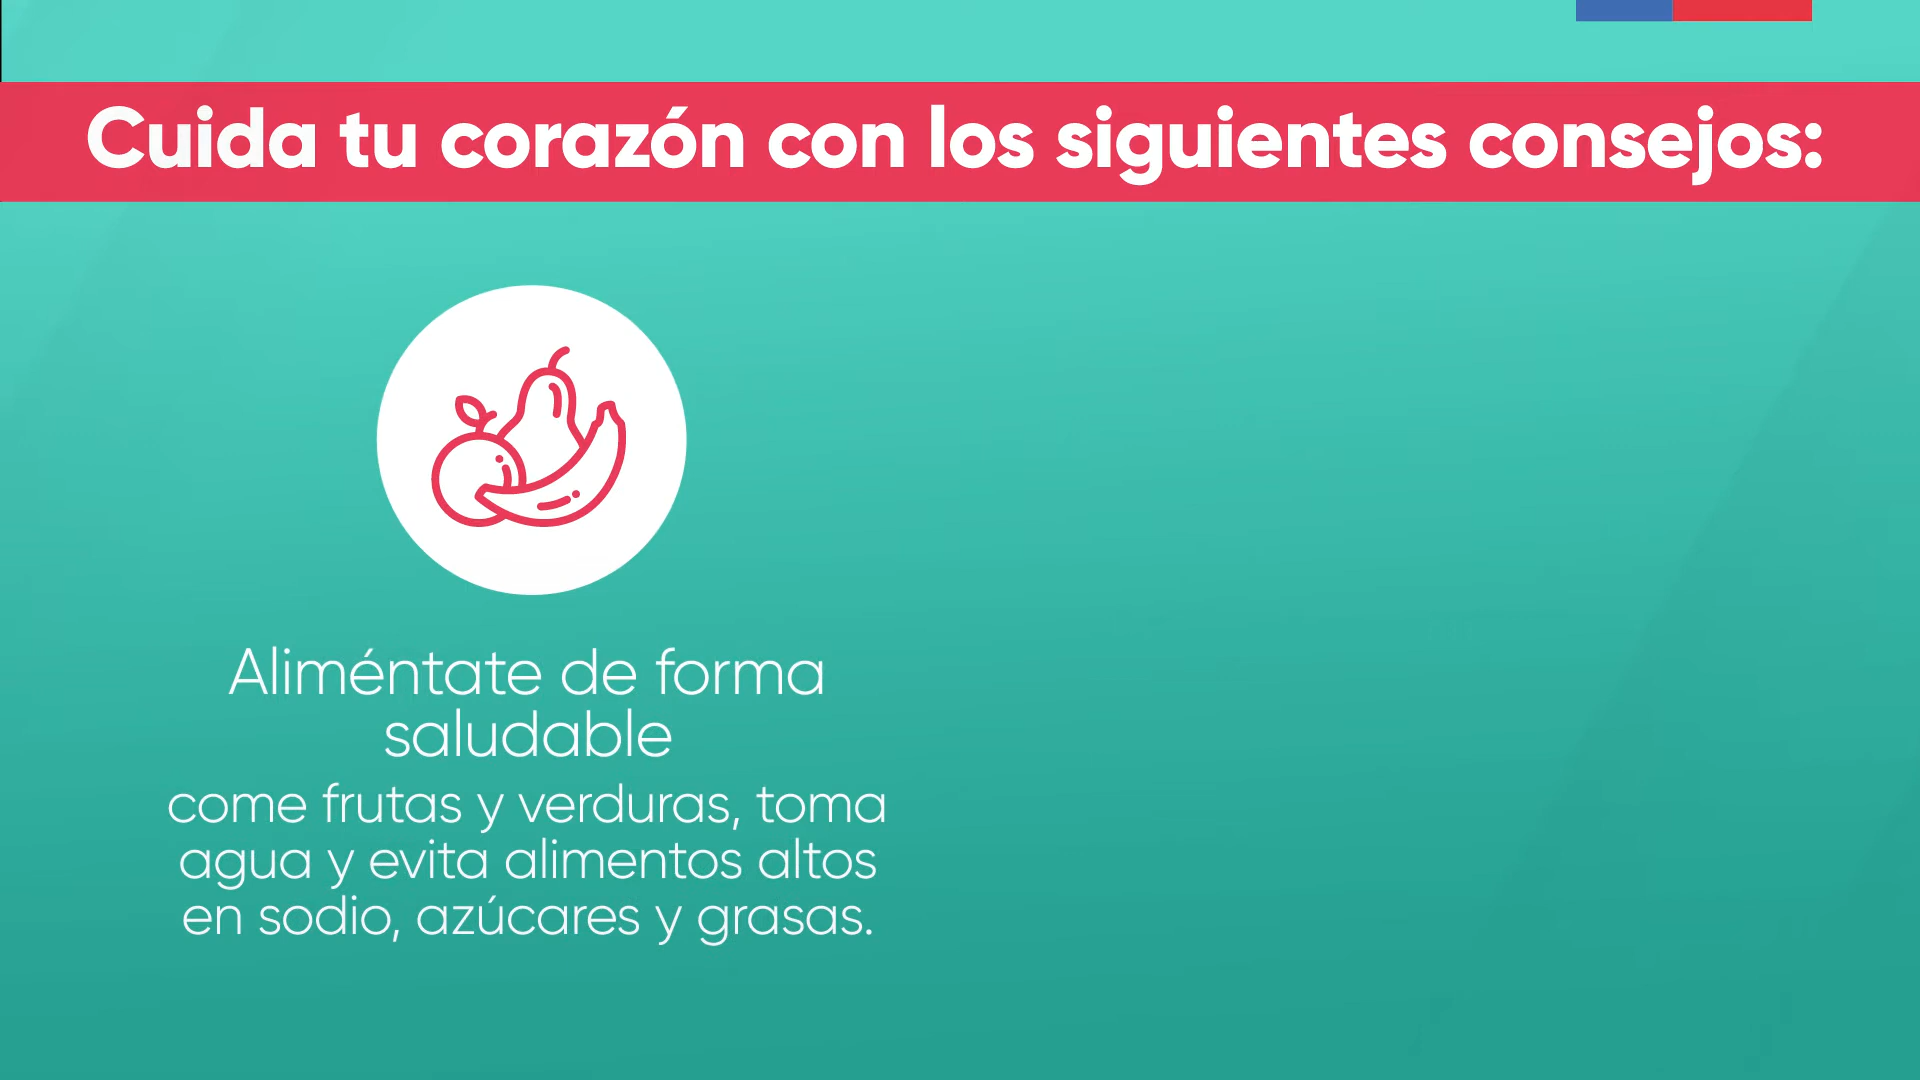 Cuida tu corazón con los siguientes consejos:
Aliméntate de forma
saludable
come frutas y verduras, toma
agua y evita alimentos altos
en sodio, azúcares y grasas.